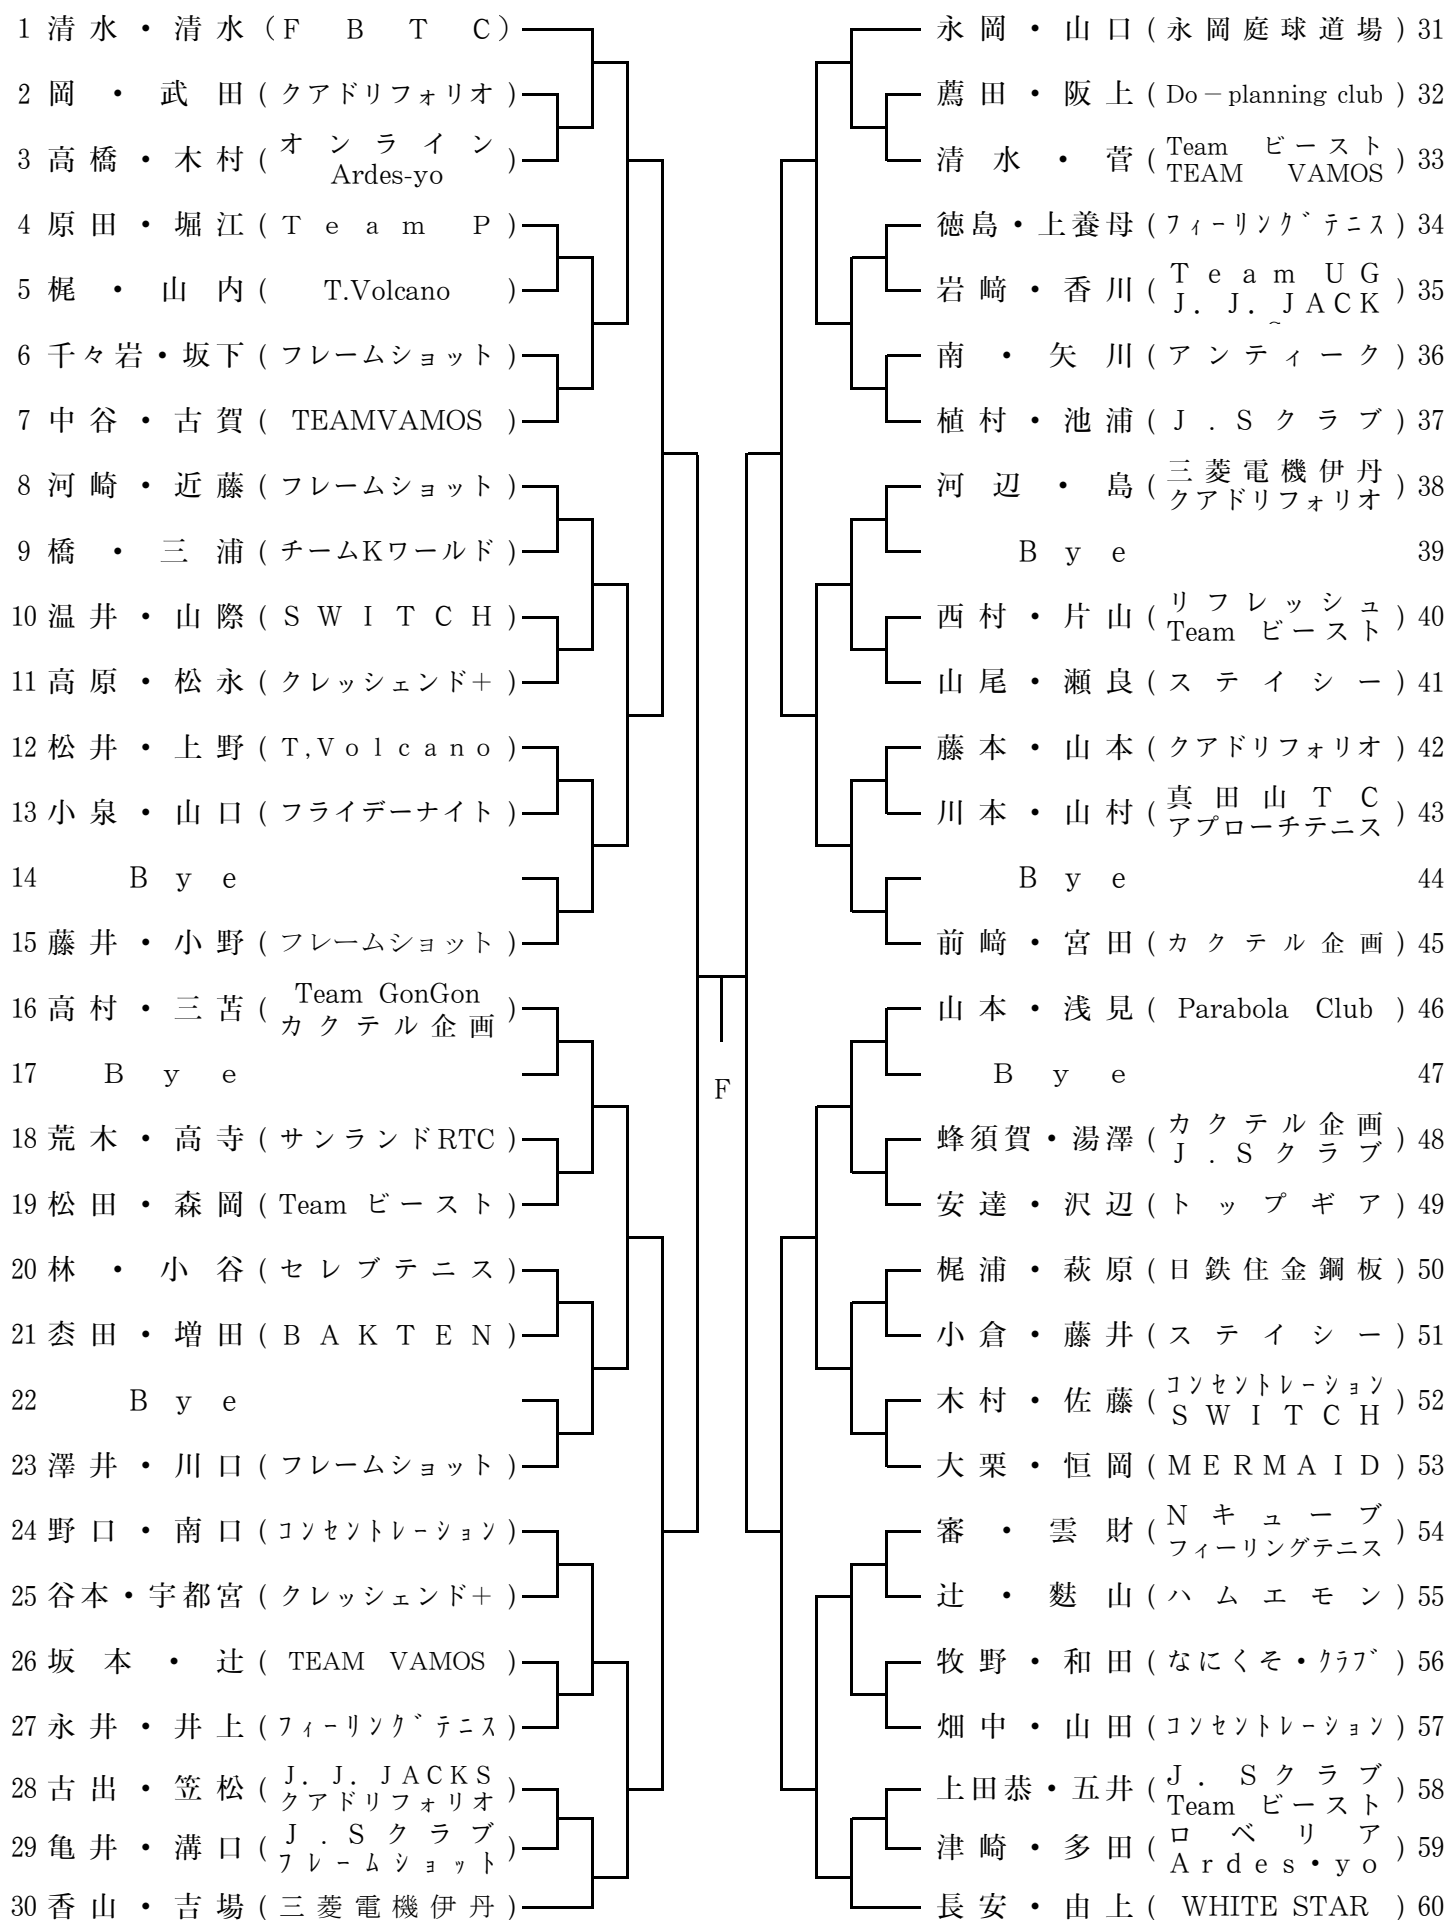 1 清水・清水(FBTC)
2 岡・武田(クアドリフォリオ)
3 高橋・木村(オンライン
Ardes-yo)
4 原田・堀江(Team P)
5 梶・山内(T.Volcano)
6 千々岩・坂下(フレームショット)
7 中谷・古賀(TEAMVAMOS)
8 河崎・近藤(フレームショット)
9 橋・三浦(チームKワールド)
10 温井・山際(SWITCH)
11 高原・松永(クレッシェンド+)
12 松井・上野(T,Volcano)
13 小泉・山口(フライデーナイト)
14 Bye
15 藤井・小野(フレームショット)
16 高村・三苫(Team GonGon
カクテル企画)
17 Bye
18 荒木・高寺(サンランドRTC)
19 松田・森岡(Team ビースト)
20 林・小谷(セレブテニス)
21 枩田・増田(BAKTEN)
22 Bye
23 澤井・川口(フレームショット)
24 野口・南口(コンセントレーション)
25 谷本・宇都宮(クレッシェンド+)
26 坂本・辻(TEAM VAMOS)
27 永井・井上(フィーリングテニス)
28 古出・笠松(J. J. JACKS
クアドリフォリオ)
29 亀井・溝口(J.Sクラブ
フレームショット)
30 香山・吉場(三菱電機伊丹)
F
永岡・山口(永岡庭球道場)31
薦田・阪上(Do-planning club)32
清水・菅(Team ビースト
TEAM VAMOS)33
徳島・上養母(フィーリングテニス)34
岩﨑・香川(Team UG
J. J. JACK)35
南・矢川(アンティーク)36
植村・池浦(J.Sクラブ)37
河辺・島(三菱電機伊丹
クアドリフォリオ)38
Bye 39
西村・片山(リフレッシュ
Team ビースト)40
山尾・瀬良(ステイシー)41
藤本・山本(クアドリフォリオ)42
川本・山村(真田山TC
アプローチテニス)43
Bye 44
前﨑・宮田(カクテル企画)45
山本・浅見(Parabola Club)46
Bye 47
蜂須賀・湯澤(カクテル企画
J.Sクラブ)48
安達・沢辺(トップギア)49
梶浦・萩原(日鉄住金鋼板)50
小倉・藤井(ステイシー)51
木村・佐藤(コンセントレーション
SWITCH)52
大栗・恒岡(MERMAID)53
審・雲財(Nキューブ
フィーリングテニス)54
辻・麩山(ハムエモン)55
牧野・和田(なにくそ・クラブ)56
畑中・山田(コンセントレーション)57
上田恭・五井(J.Sクラブ
Team ビースト)58
津崎・多田(ロベリア
Ardes・yo)59
長安・由上(WHITE STAR)60